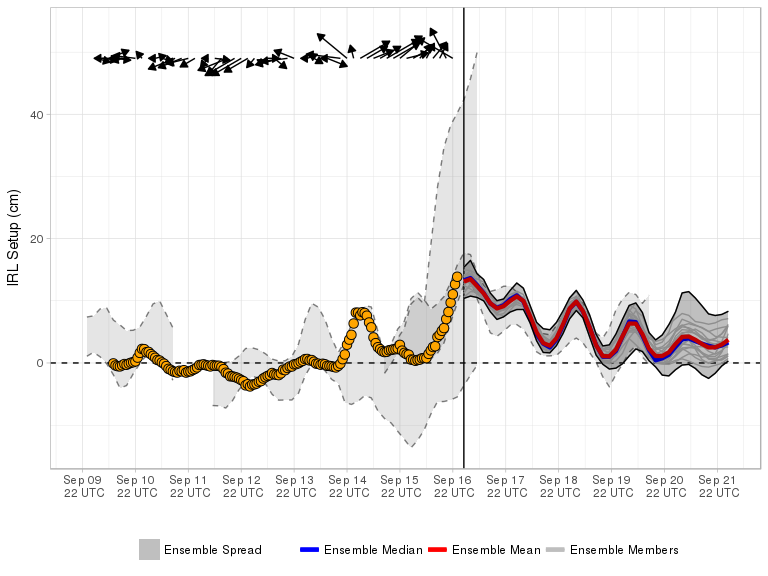 IRL Setup (cm)
40
20
0
Sep 09 Sep 10 Sep 11 Sep 12 Sep 13 Sep 14 Sep 15 Sep 16 Sep 17 Sep 18 Sep 19 Sep 20 Sep 21
22 UTC 22 UTC 22 UTC 22 UTC 22 UTC 22 UTC 22 UTC 22 UTC 22 UTC 22 UTC 22 UTC 22 UTC 22 UTC
Ensemble Spread Ensemble Median Ensemble Mean Ensemble Members